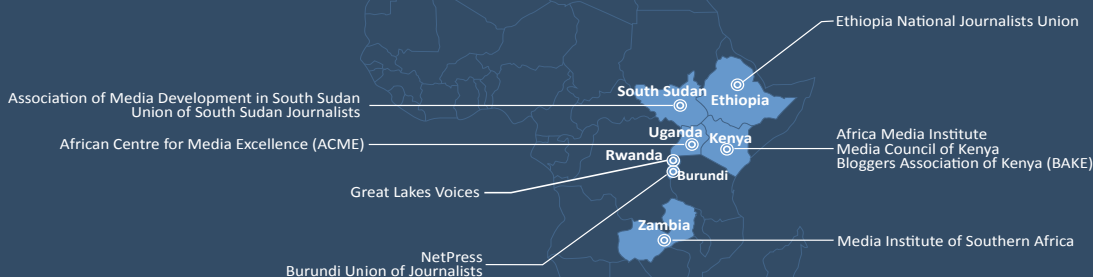 Ethiopia National Journalists Union
South Sudan
Ethiopia
Association of Media Development in South Sudan
Union of South Sudan Journalists
Uganda
Kenya
African Centre for Media Excellence (ACME)
Africa Media Institute
Media Council of Kenya
Bloggers Association of Kenya (BAKE)
Rwanda
Burundi
Great Lakes Voices
Zambia
Media Institute of Southern Africa
NetPress
Burundi Union of Journalists